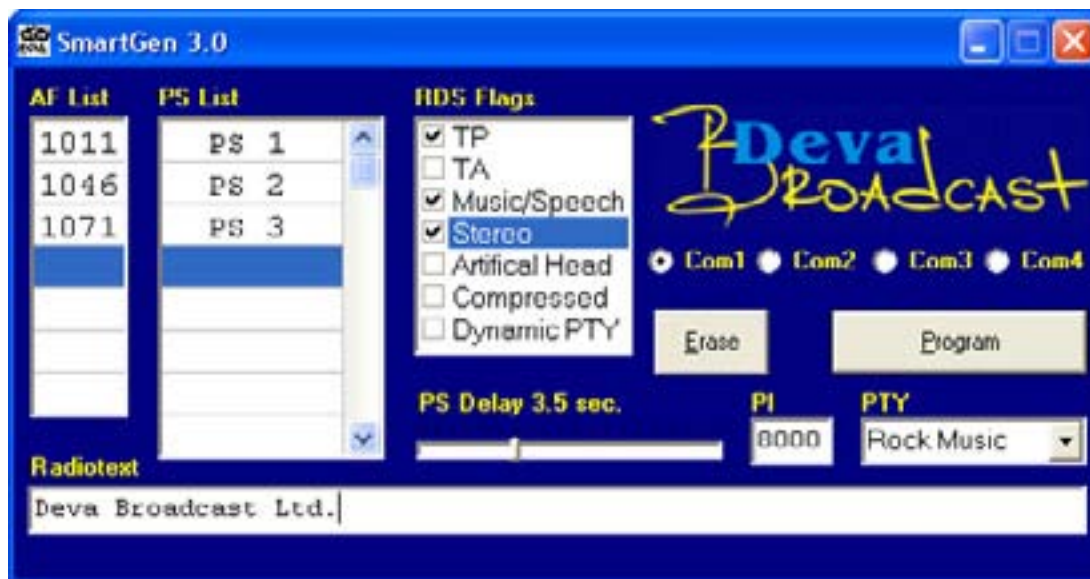 SmartGen 3.0
AF List
1011
1046
1071
PS List
PS 1
PS 2
PS 3
RDS Flags
TP
TA
Music/Speech
Stereo
Artifical Head
Compressed
Dynamic PTY
Deva
Broadcast
Com1 Com2 Com3 Com4
Erase
Program
PS Delay 3.5 sec.
PI
PTY
Rock Music
Radiotext
Deva Broadcast Ltd.